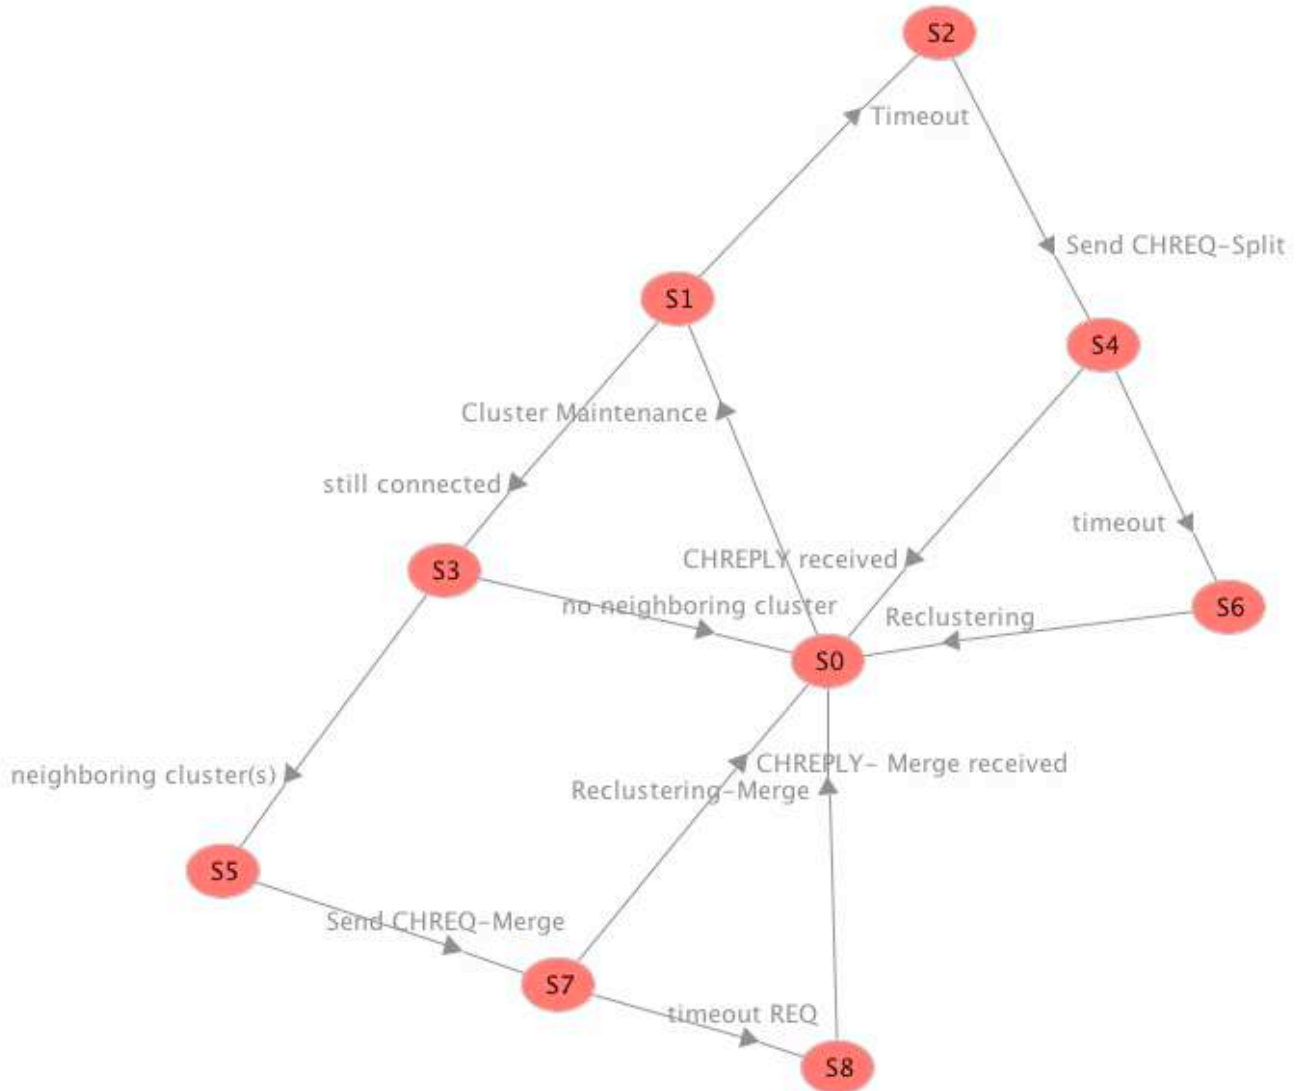 S2
Timeout
Send CHREQ-Split
S1
S4
Cluster Maintenance
still connected
timeout
CHREPLY received
S3
no neighboring cluster
S6
Reclustering
S0
neighboring cluster(s)
CHREPLY- Merge received
Reclustering-Merge
S5
Send CHREQ-Merge
S7
timeout REQ
S8